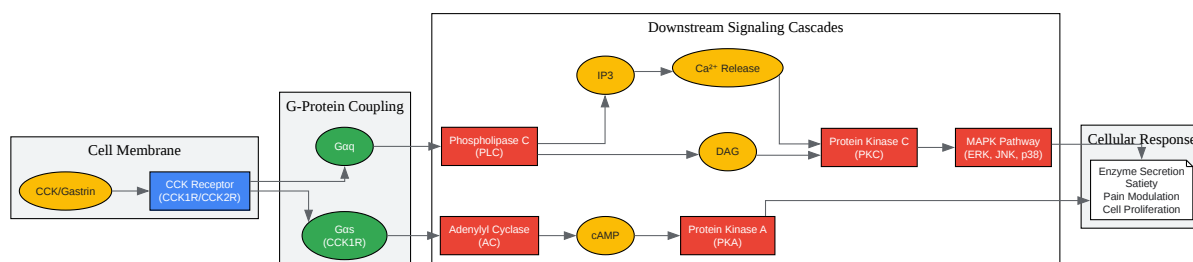 Downstream Signaling Cascades
IP3
Ca²⁺ Release
G-Protein Coupling
Gαq
Phospholipase C
(PLC)
DAG
Protein Kinase C
(PKC)
MAPK Pathway
(ERK, JNK, p38)
Cellular Response
Cell Membrane
CCK/Gastrin
CCK Receptor
(CCK1R/CCK2R)
Enzyme Secretion
Satiety
Pain Modulation
Cell Proliferation
Gαs
(CCK1R)
Adenylyl Cyclase
(AC)
cAMP
Protein Kinase A
(PKA)